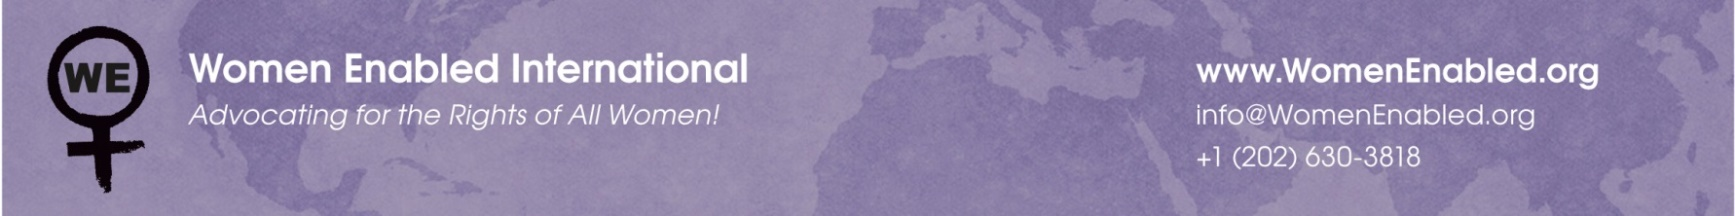 WE
Women Enabled International
Advocating for the Rights of All Women!
www.WomenEnabled.org
info@WomenEnabled.org
+1 (202) 630-3818